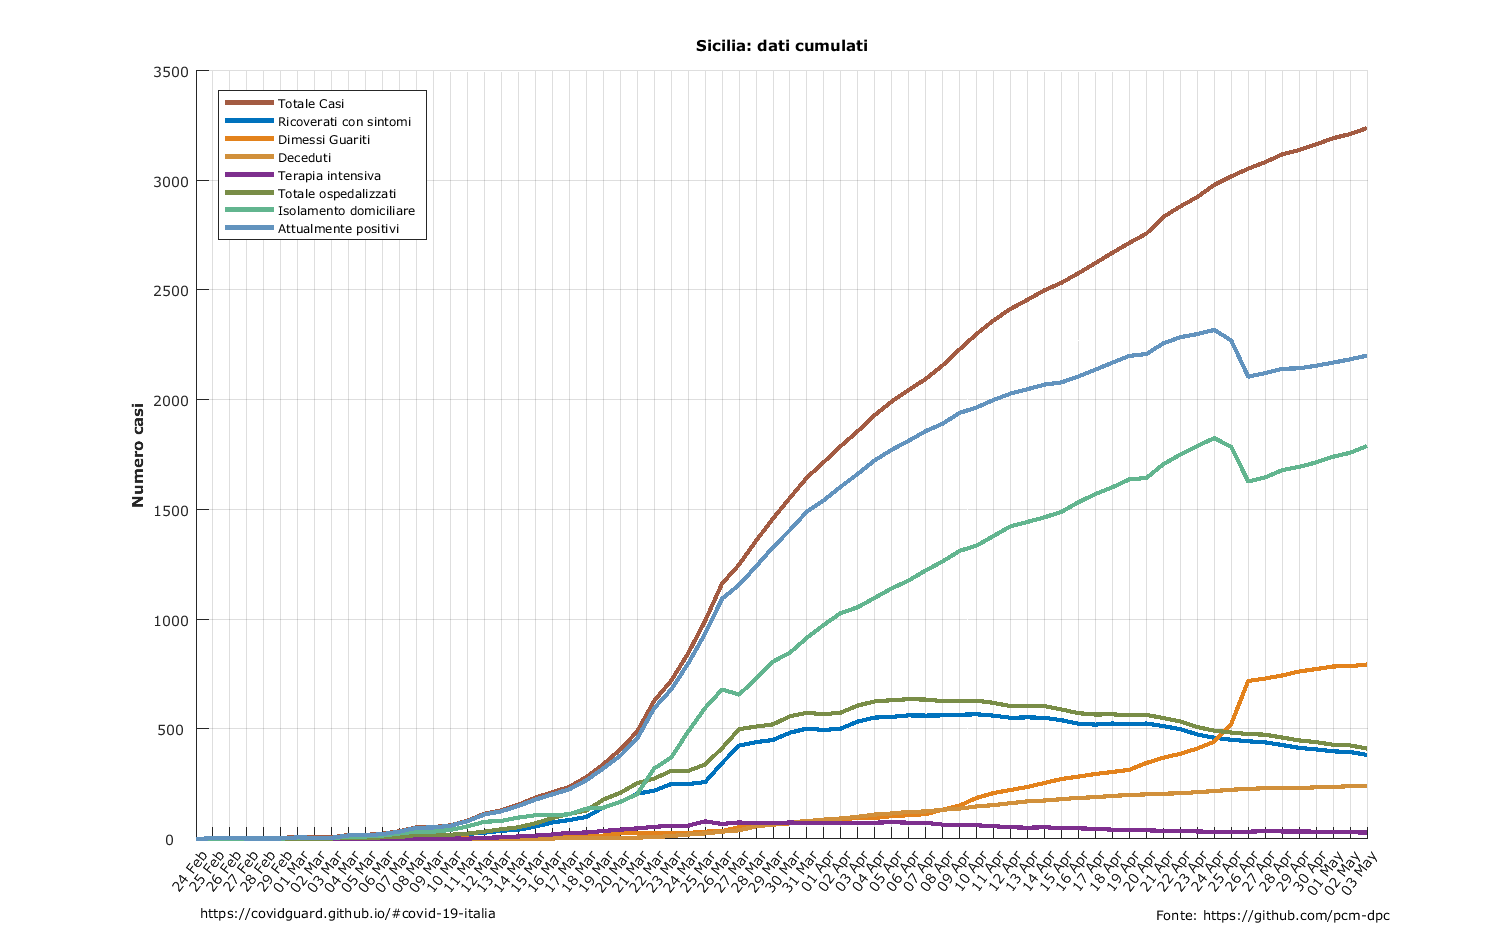 Sicilia: dati cumulati
Numero casi
3500
3000
2500
2000
1500
1000
500
0
Totale Casi
Ricoverati con sintomi
Dimessi Guariti
Deceduti
Terapia intensiva
Totale ospedalizzati
Isolamento domiciliare
Attualmente positivi
24 Feb
25 Feb
26 Feb
27 Feb
28 Feb
29 Feb
01 Mar
02 Mar
03 Mar
04 Mar
05 Mar
06 Mar
07 Mar
08 Mar
09 Mar
10 Mar
11 Mar
12 Mar
13 Mar
14 Mar
15 Mar
16 Mar
17 Mar
18 Mar
19 Mar
20 Mar
21 Mar
22 Mar
23 Mar
24 Mar
25 Mar
26 Mar
27 Mar
28 Mar
29 Mar
30 Mar
31 Mar
01 Apr
02 Apr
03 Apr
04 Apr
05 Apr
06 Apr
07 Apr
08 Apr
09 Apr
10 Apr
11 Apr
12 Apr
13 Apr
14 Apr
15 Apr
16 Apr
17 Apr
18 Apr
19 Apr
20 Apr
21 Apr
22 Apr
23 Apr
24 Apr
25 Apr
26 Apr
27 Apr
28 Apr
29 Apr
30 Apr
01 May
02 May
03 May
https://covidguard.github.io/#covid-19-italia
Fonte: https://github.com/pcm-dpc